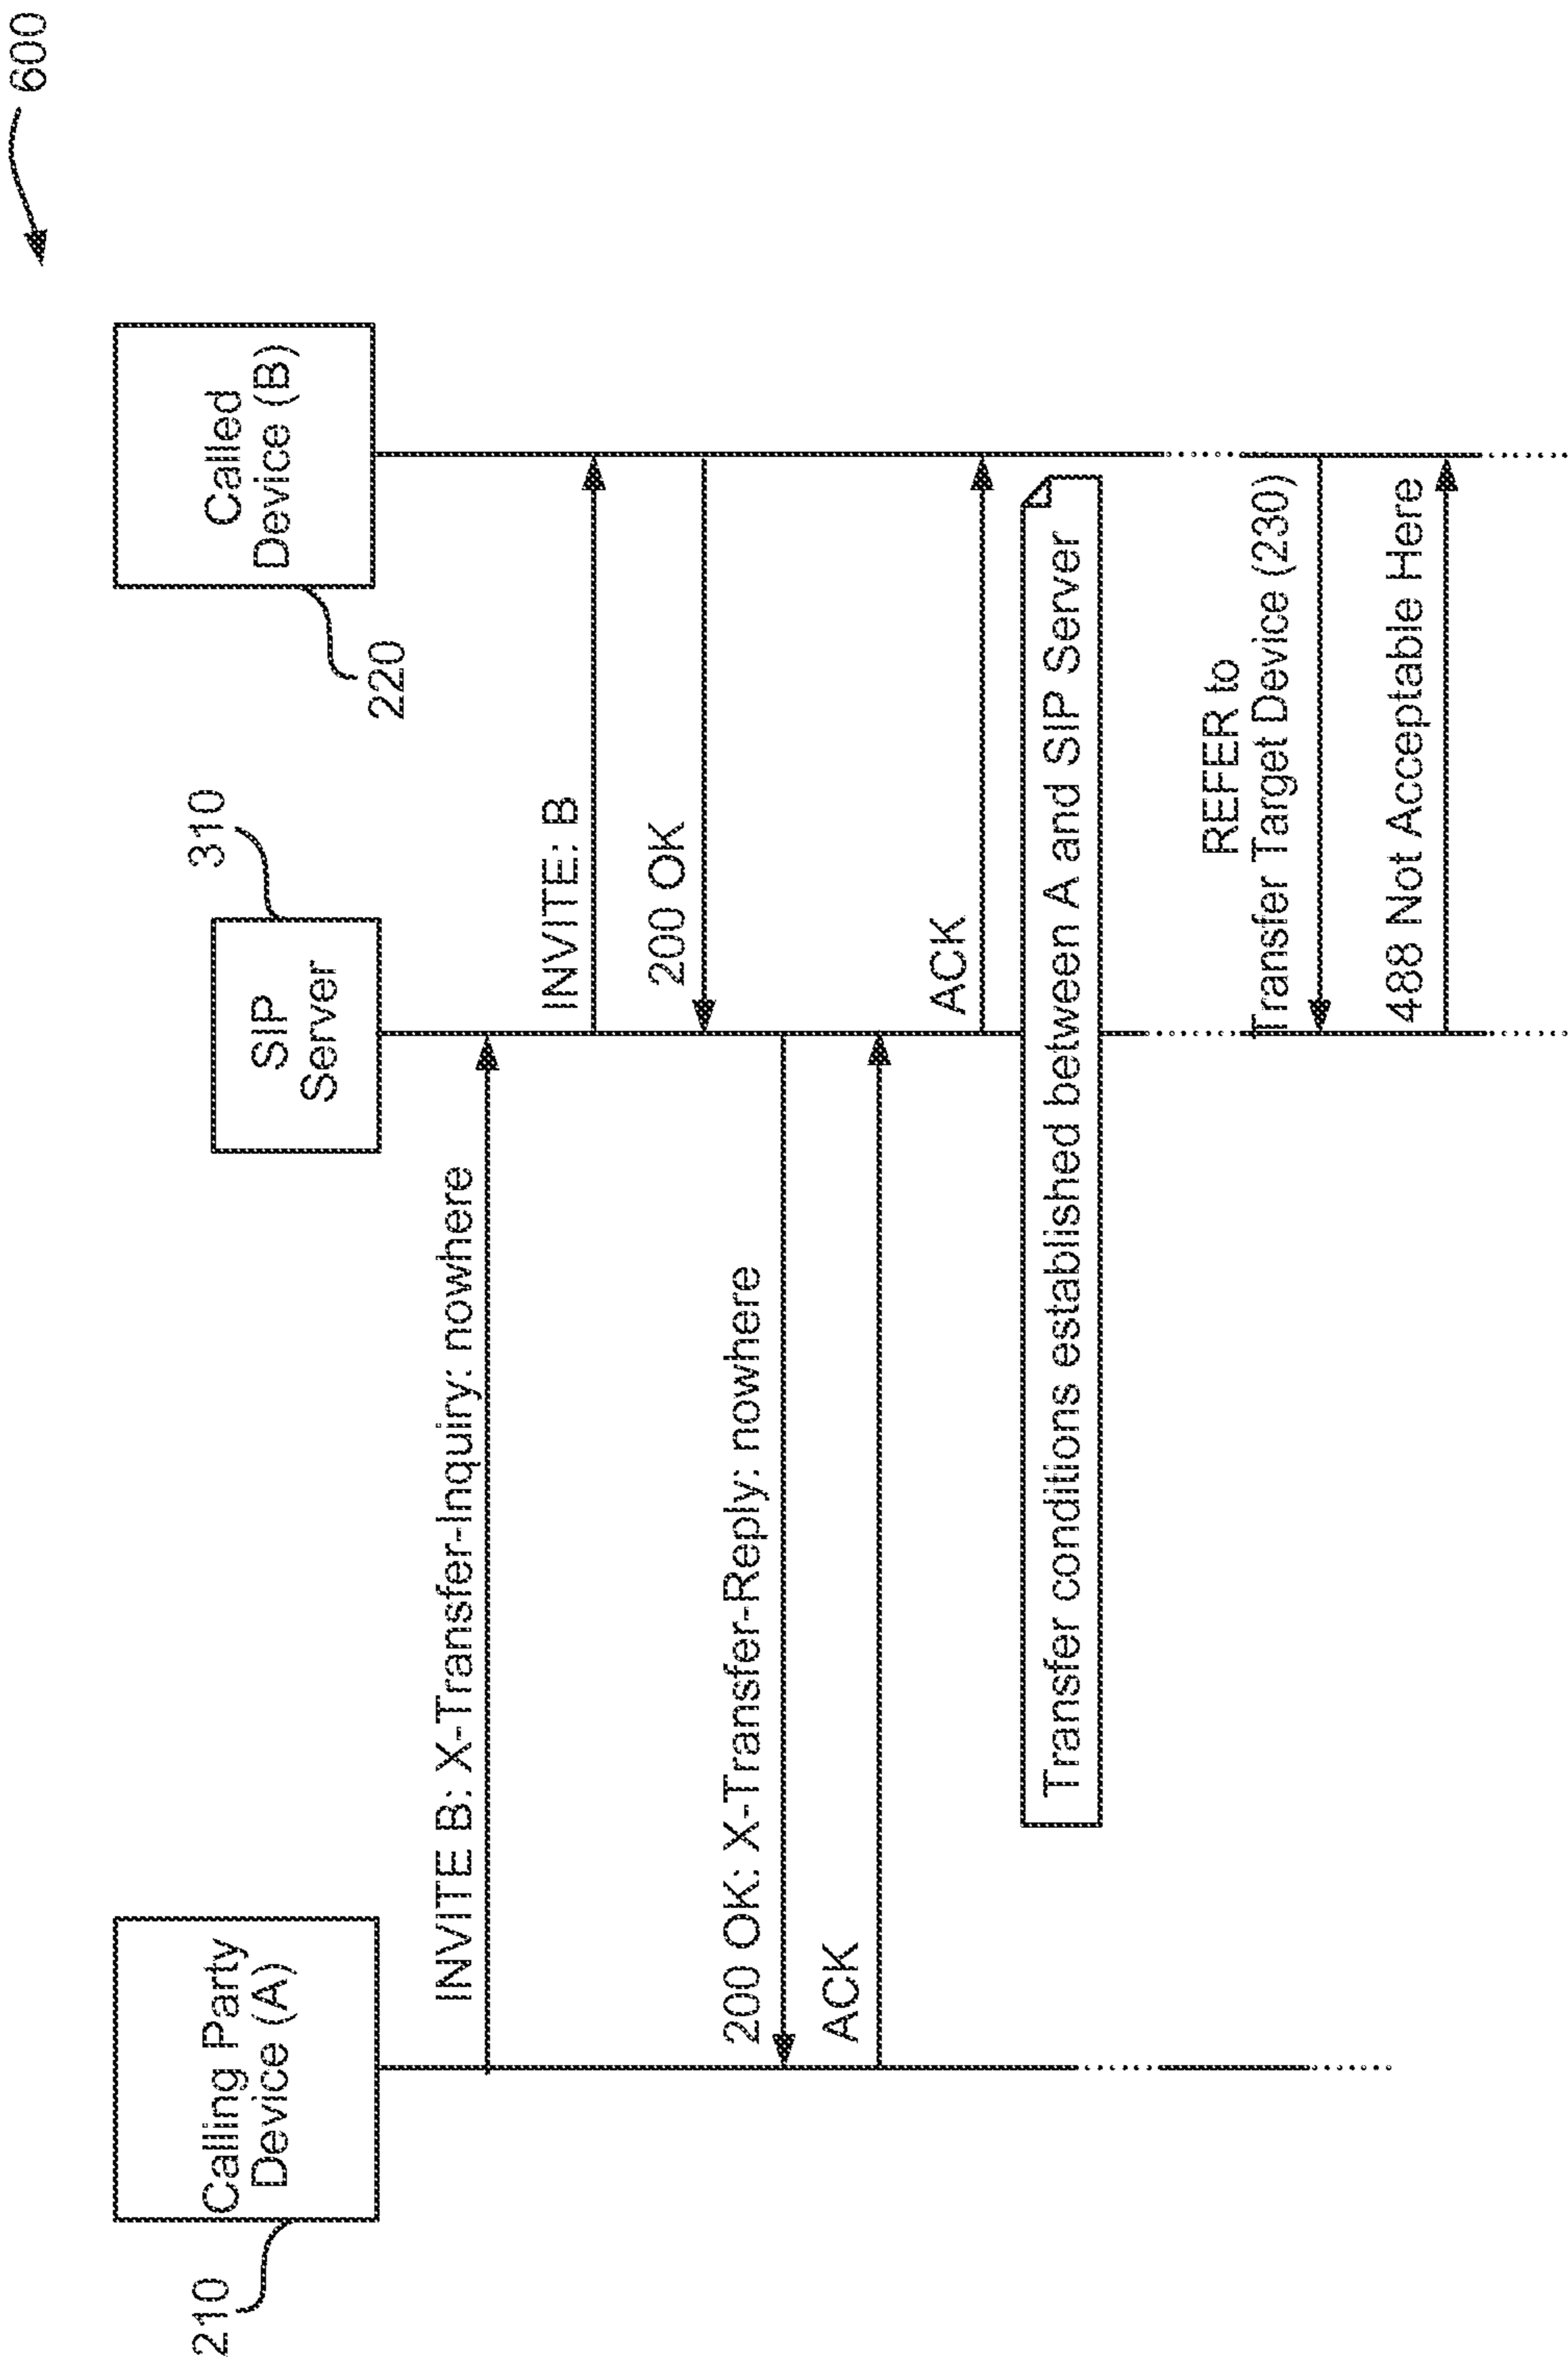 600
210
Calling Party
Device (A)
310
SIP
Server
220
Called
Device (B)
INVITE B: X-Transfer-Inquiry: nowhere
INVITE: B
200 OK
200 OK: X-Transfer-Reply: nowhere
ACK
ACK
Transfer conditions established between A and SIP Server
REFER to
Transfer Target Device (230)
488 Not Acceptable Here